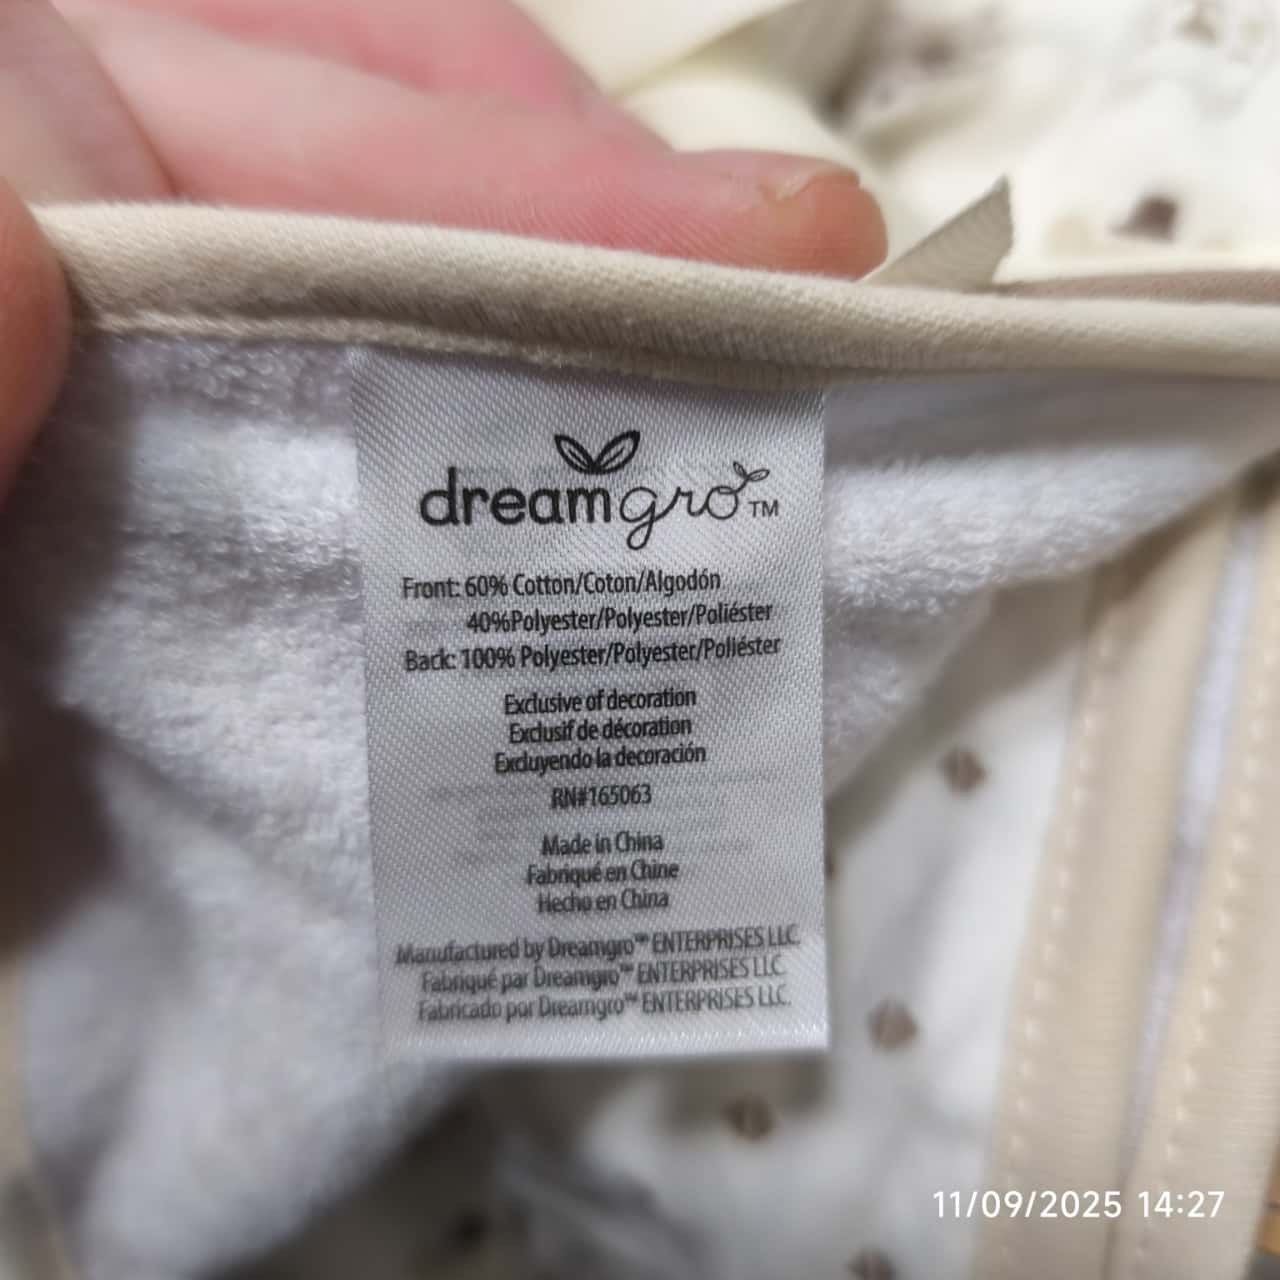 dreamgro™
Front: 60% Cotton/Coton/Algodón
40%Polyester/Polyester/Poliéster
Back: 100% Polyester/Polyester/Poliéster
Exclusive of decoration
Exclusif de décoration
Excluyendo la decoración
RN#165063
Made in China
Fabriqué en Chine
Hecho en China
Manufactured by Dreamgro™ ENTERPRISES LLC.
Fabriqué par Dreamgro™ ENTERPRISES LLC.
Fabricado por Dreamgro™ ENTERPRISES LLC.
11/09/2025 14:27